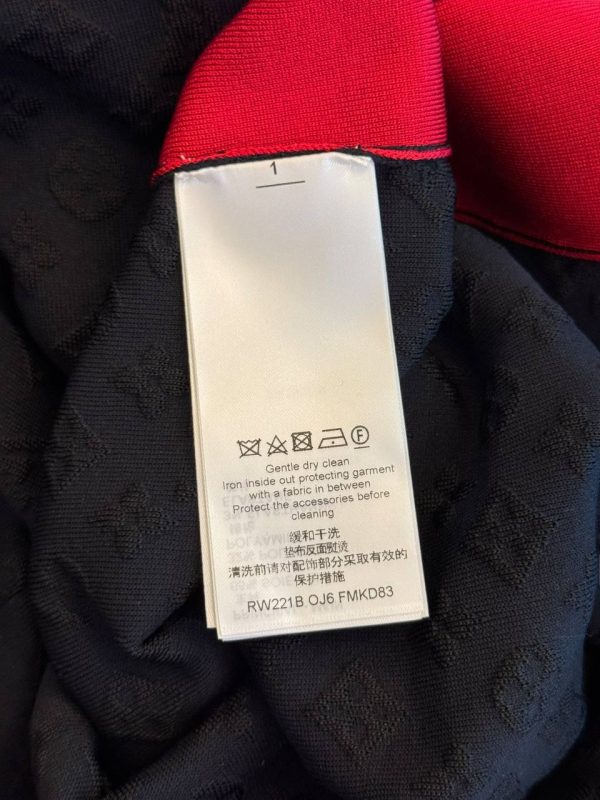 1
F
Gentle dry clean
Iron inside out protecting garment
with a fabric in between
Protect the accessories before
cleaning
缓和干洗
垫布反面熨烫
清洗前请对配饰部分采取有效的
保护措施
RW221B OJ6 FMKD83